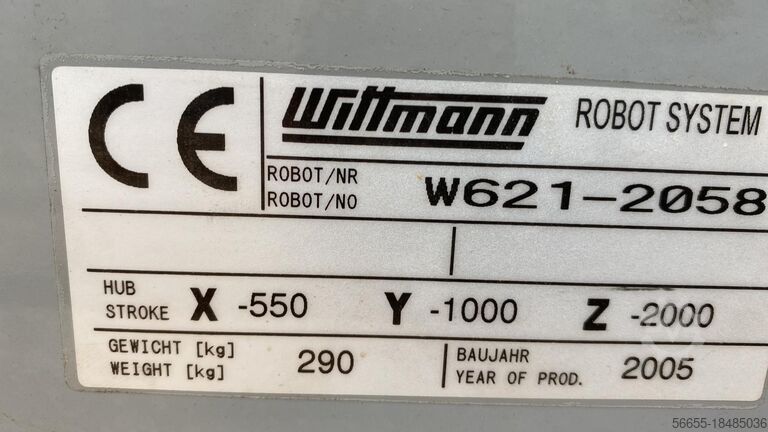 CE Wittmann ROBOT SYSTEM
ROBOT/NR
ROBOT/NO W621-2058
HUB
STROKE X -550 Y -1000 Z -2000
GEWICHT [kg]
WEIGHT [kg] 290
BAUJAHR
YEAR OF PROD. 2005
56655-18485036